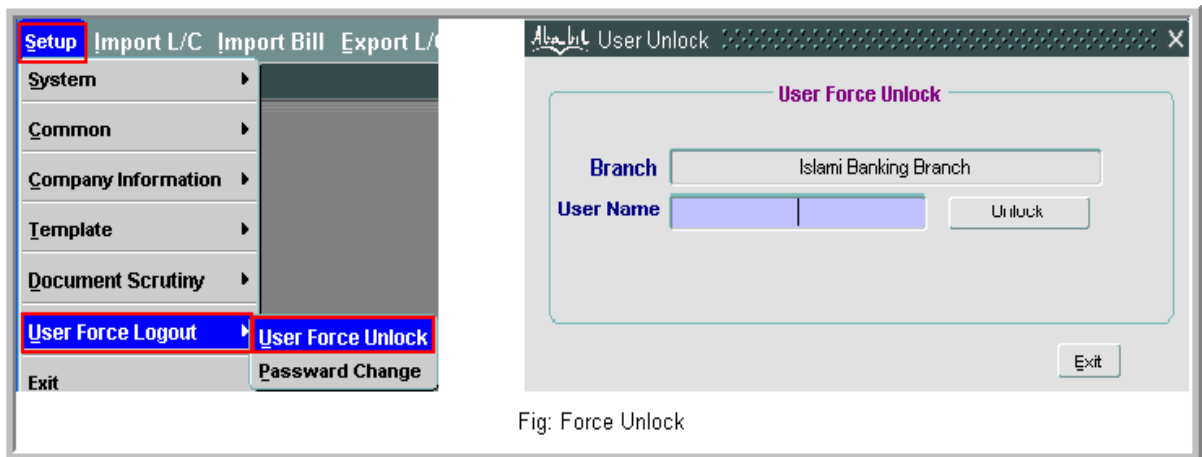 Setup Import L/C Import Bill Export L/
System
Common
Company Information
Template
Document Scrutiny
User Force Logout
User Force Unlock
Passward Change
Exit
Ababil User Unlock X
User Force Unlock
Branch Islami Banking Branch
User Name Unlock
Exit
Fig: Force Unlock